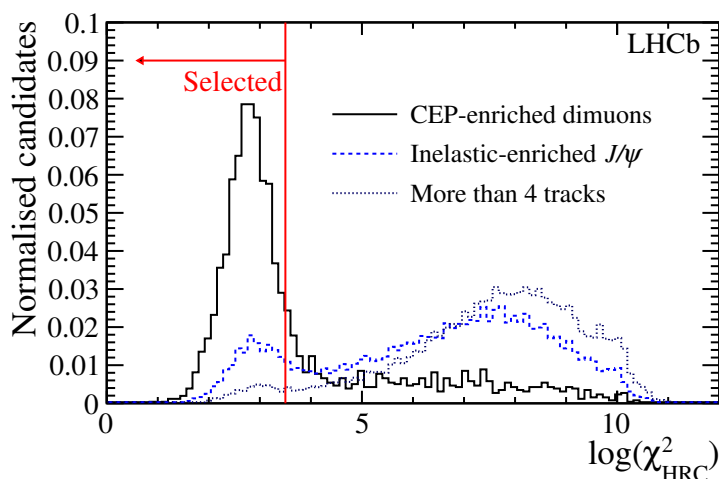 Normalised candidates
0.1
0.09
0.08
0.07
0.06
0.05
0.04
0.03
0.02
0.01
0
LHCb
Selected
CEP-enriched dimuons
Inelastic-enriched J/ψ
More than 4 tracks
0 5 10
log(χ²HRC)